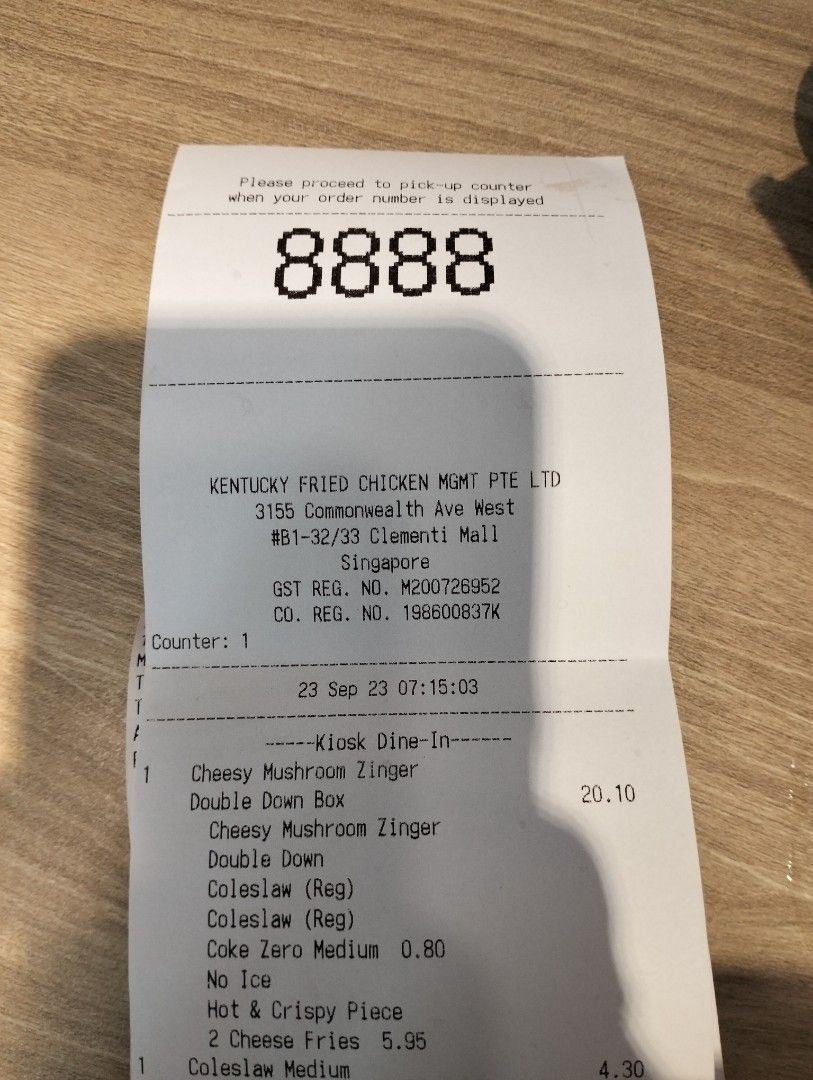 Please proceed to pick-up counter
when your order number is displayed
8888
KENTUCKY FRIED CHICKEN MGMT PTE LTD
3155 Commonwealth Ave West
#B1-32/33 Clementi Mall
Singapore
GST REG. NO. M200726952
CO. REG. NO. 198600837K
Counter: 1
23 Sep 23 07:15:03
-----Kiosk Dine-In------
1 Cheesy Mushroom Zinger
Double Down Box 20.10
Cheesy Mushroom Zinger
Double Down
Coleslaw (Reg)
Coleslaw (Reg)
Coke Zero Medium 0.80
No Ice
Hot & Crispy Piece
2 Cheese Fries 5.95
1 Coleslaw Medium 4.30